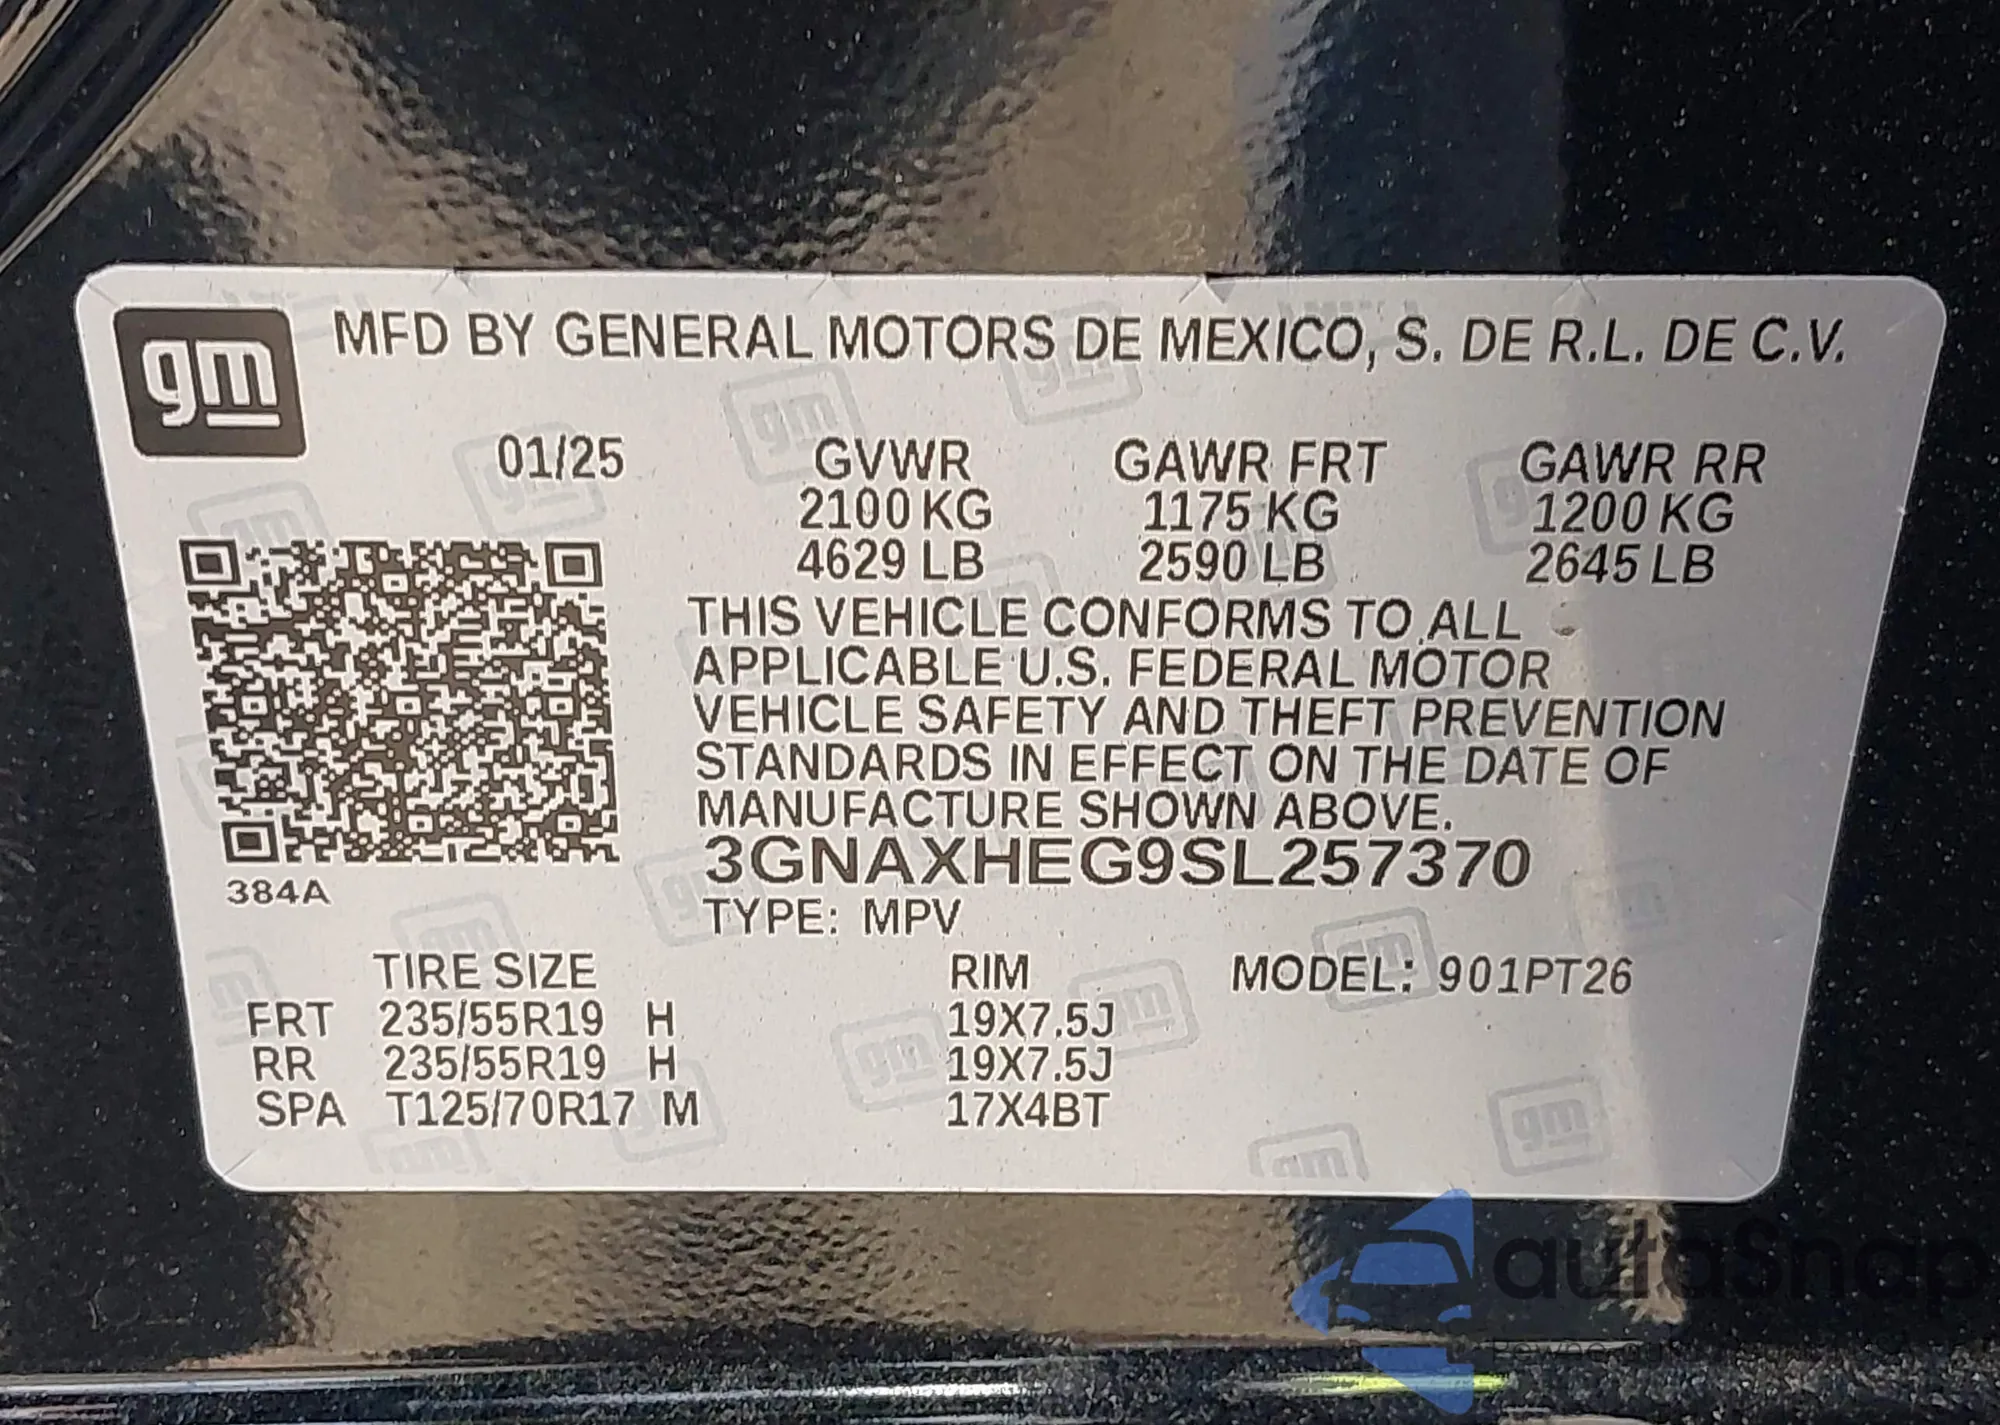 gm MFD BY GENERAL MOTORS DE MEXICO, S. DE R.L. DE C.V.
01/25 GVWR GAWR FRT GAWR RR
2100 KG 1175 KG 1200 KG
4629 LB 2590 LB 2645 LB
THIS VEHICLE CONFORMS TO ALL
APPLICABLE U.S. FEDERAL MOTOR
VEHICLE SAFETY AND THEFT PREVENTION
STANDARDS IN EFFECT ON THE DATE OF
MANUFACTURE SHOWN ABOVE.
3GNAXHEG9SL257370
384A
TYPE: MPV
TIRE SIZE RIM MODEL: 901PT26
FRT 235/55R19 H 19X7.5J
RR 235/55R19 H 19X7.5J
SPA T125/70R17 M 17X4BT
autaSnap